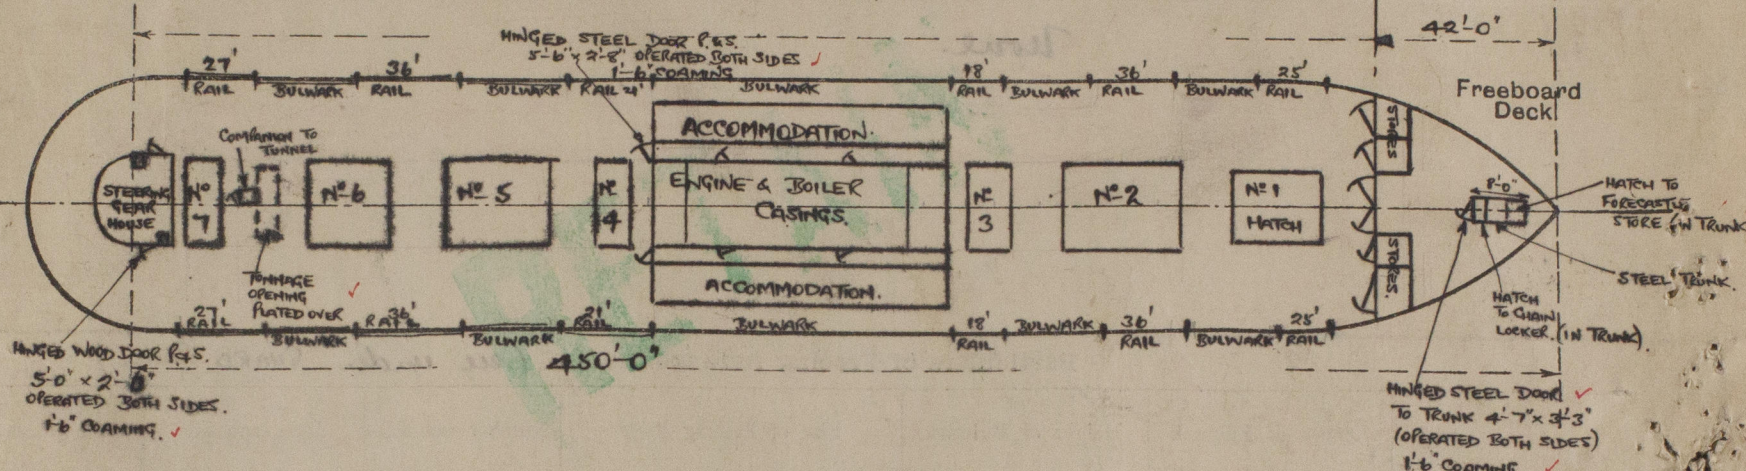 42'-0"
HINGED STEEL DOOR P.&S.
5'-6" x 2'-8" OPERATED BOTH SIDES
1'-6" COAMING
27'
RAIL
BULWARK
36'
RAIL
BULWARK
RAIL 21'
BULWARK
18'
RAIL
BULWARK
36'
RAIL
BULWARK
25'
RAIL
Freeboard
Deck
COMPANION TO
TUNNEL
ACCOMMODATION.
STORES
STEERING
GEAR
HOUSE
No
7
No 6
No 5
No
4
ENGINE & BOILER
CASINGS.
No
3
No 2
No 1
HATCH
8'-0"
HATCH TO
FORECASTLE
STORE (IN TRUNK
STEEL TRUNK.
STORES.
TONNAGE
OPENING
PLATED OVER
ACCOMMODATION.
HATCH
TO CHAIN
LOCKER. (IN TRUNK).
27'
RAIL
BULWARK
36'
RAIL
BULWARK
21'
RAIL
BULWARK
18'
RAIL
BULWARK
36'
RAIL
BULWARK
25'
RAIL
450'-0"
HINGED WOOD DOOR P.&S.
5'-0" x 2'-6"
OPERATED BOTH SIDES.
1'-6" COAMING.
HINGED STEEL DOOR
TO TRUNK 4'-7" x 3'-3"
(OPERATED BOTH SIDES)
1'-6" COAMING